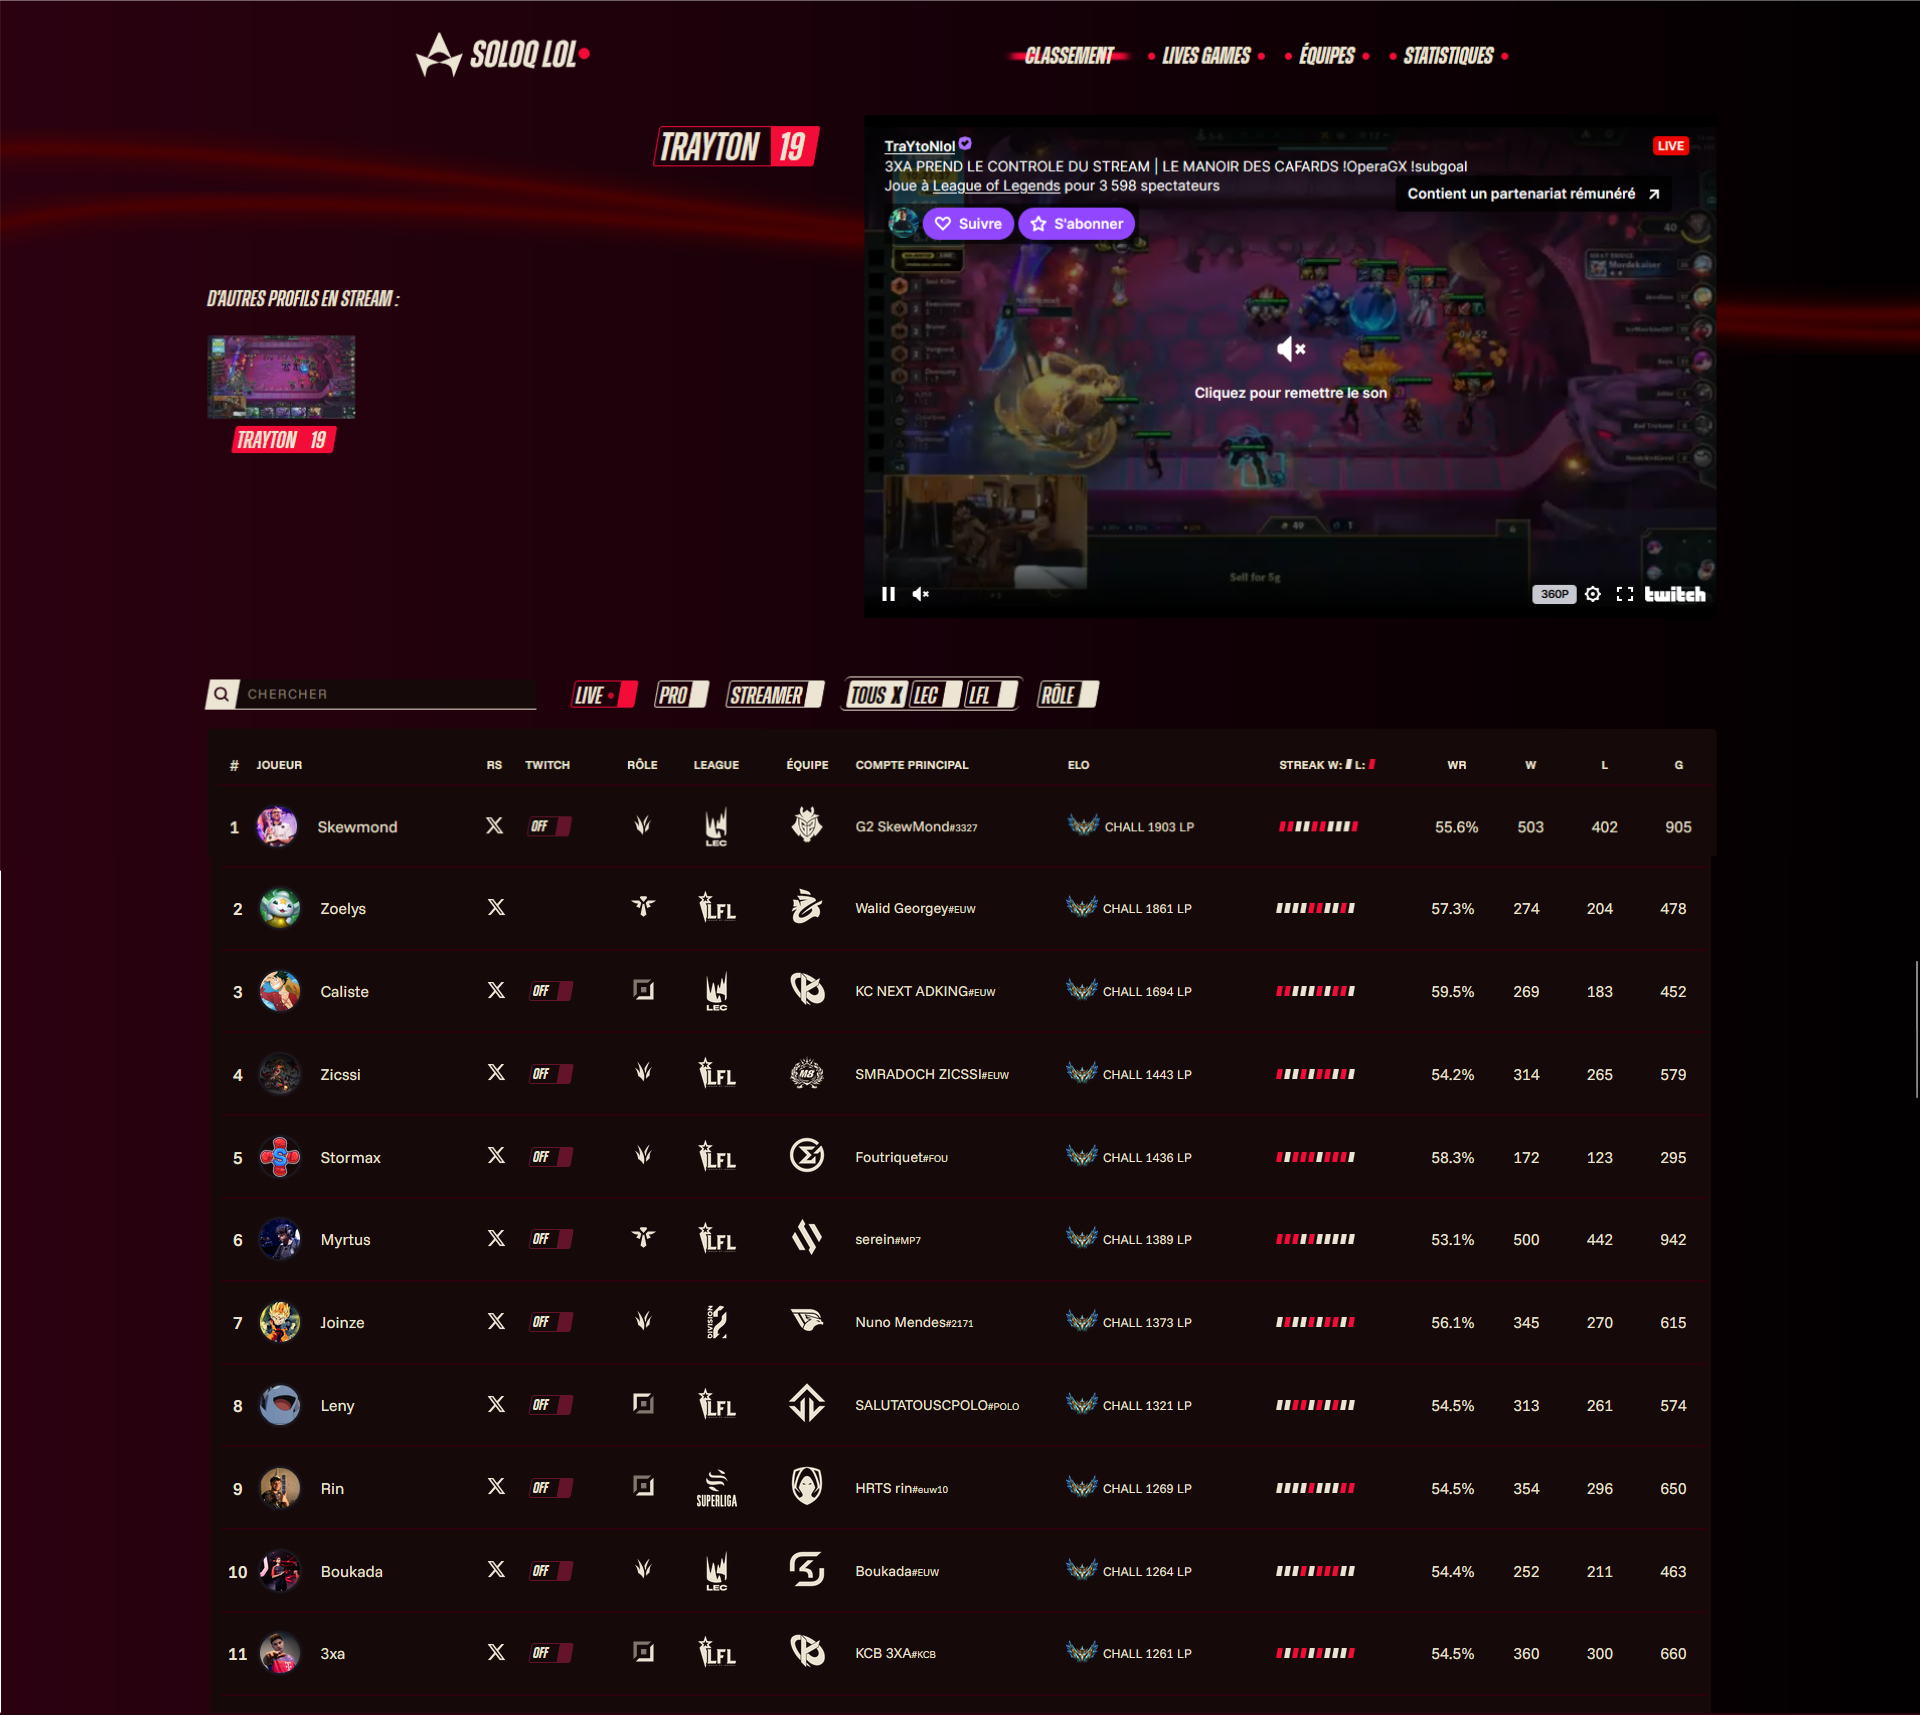 SOLOQ LOL
CLASSEMENT • LIVES GAMES • • ÉQUIPES • • STATISTIQUES •
TRAYTON 19
TraYtoNlol
LIVE
3XA PREND LE CONTROLE DU STREAM | LE MANOIR DES CAFARDS !OperaGX !subgoal
Joue à League of Legends pour 3 598 spectateurs
Contient un partenariat rémunéré
Suivre
S'abonner
40
Mordekaiser
Cliquez pour remettre le son
49
1
Sell for 5g
360P
twitch
D'AUTRES PROFILS EN STREAM :
TRAYTON 19
CHERCHER
LIVE •
PRO
STREAMER
TOUS X
LEC
LFL
RÔLE
# JOUEUR RS TWITCH RÔLE LEAGUE ÉQUIPE COMPTE PRINCIPAL ELO STREAK W: L: WR W L G
1 Skewmond X OFF LEC G2 SkewMond#3327 CHALL 1903 LP 55.6% 503 402 905
2 Zoelys X LFL Walid Georgey#EUW CHALL 1861 LP 57.3% 274 204 478
3 Caliste X OFF LEC KC NEXT ADKING#EUW CHALL 1694 LP 59.5% 269 183 452
4 Zicssi X OFF LFL M8 SMRADOCH ZICSSI#EUW CHALL 1443 LP 54.2% 314 265 579
5 Stormax X OFF LFL Foutriquet#FOU CHALL 1436 LP 58.3% 172 123 295
6 Myrtus X OFF LFL serein#MP7 CHALL 1389 LP 53.1% 500 442 942
7 Joinze X OFF DIVISION 2 Nuno Mendes#2171 CHALL 1373 LP 56.1% 345 270 615
8 Leny X OFF LFL SALUTATOUSCPOLO#POLO CHALL 1321 LP 54.5% 313 261 574
9 Rin X OFF SUPERLIGA HRTS rin#euw10 CHALL 1269 LP 54.5% 354 296 650
10 Boukada X OFF LEC Boukada#EUW CHALL 1264 LP 54.4% 252 211 463
11 3xa X OFF LFL KCB 3XA#KCB CHALL 1261 LP 54.5% 360 300 660